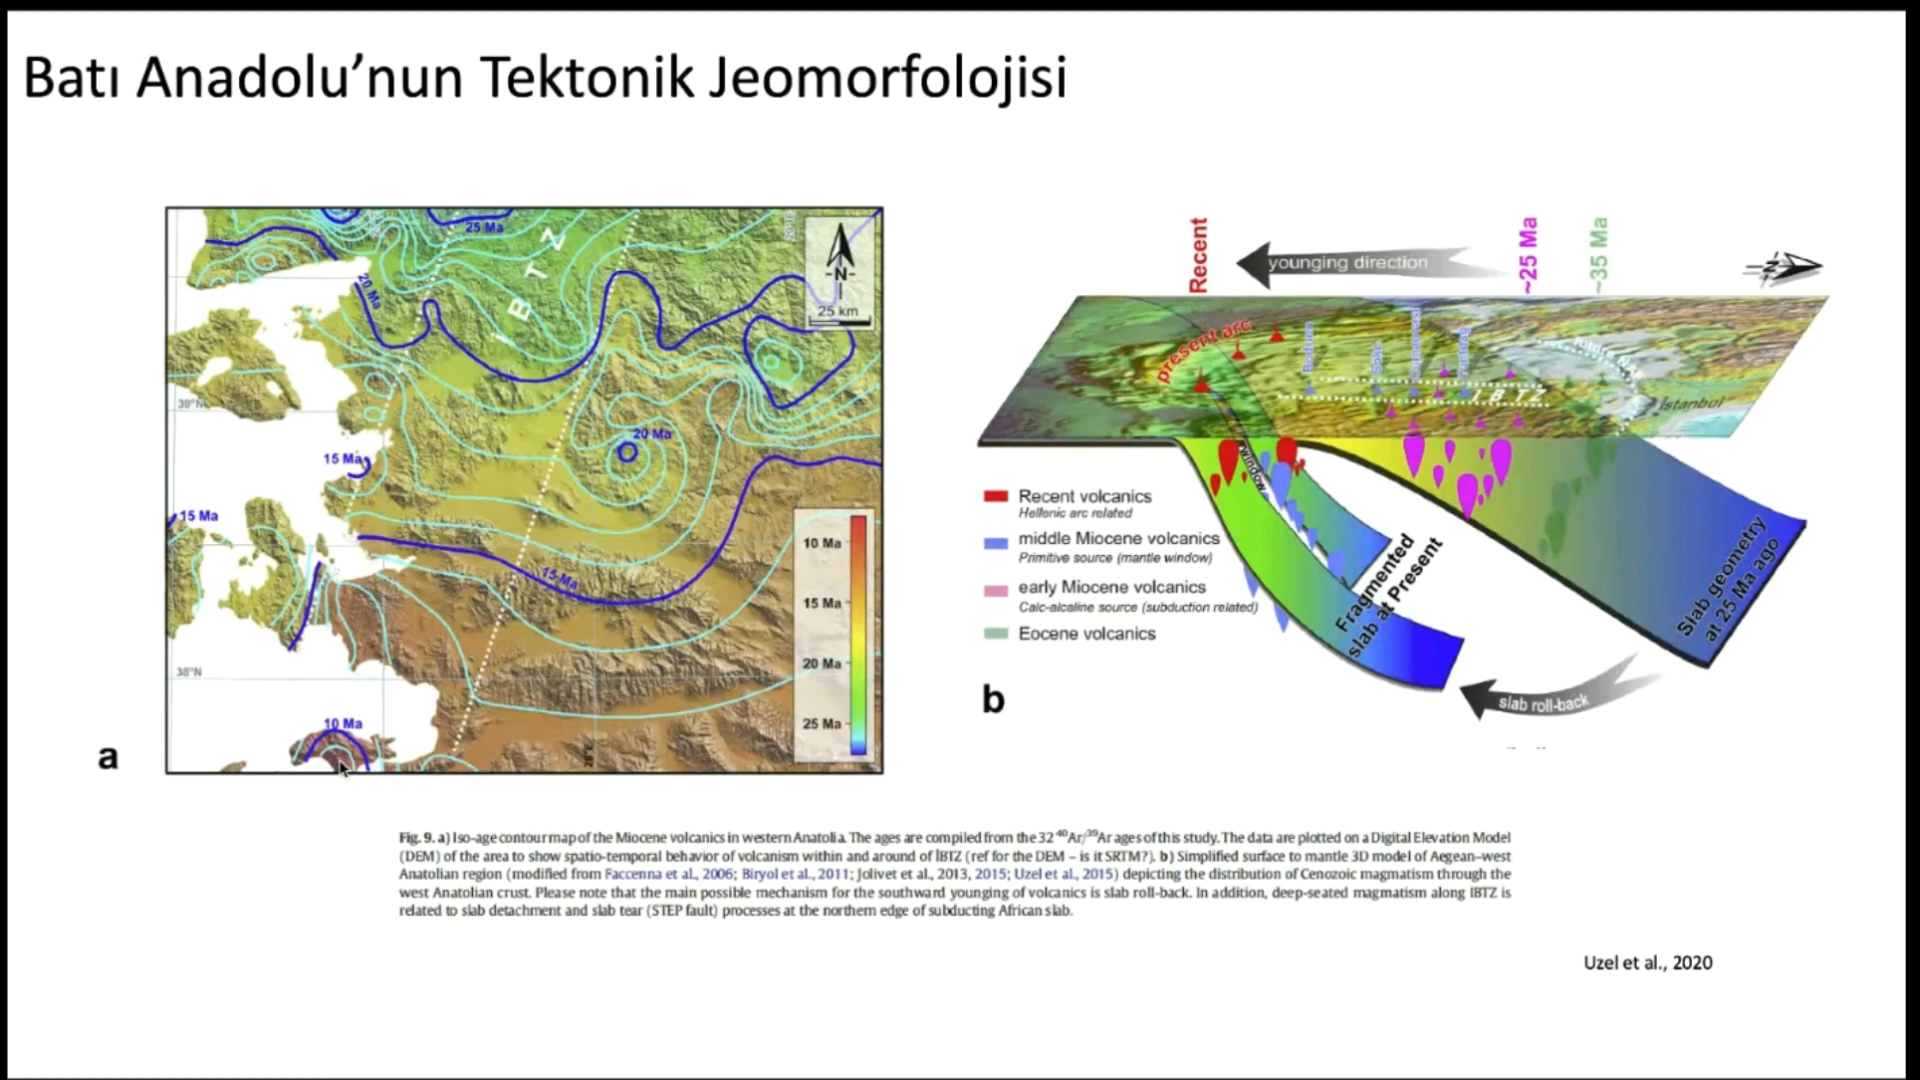 Batı Anadolu’nun Tektonik Jeomorfolojisi
25 Ma
20 Ma
İ B T Z
-N-
25 km
39°N
20 Ma
15 Ma
15 Ma
15 Ma
38°N
10 Ma
28°E
10 Ma
15 Ma
20 Ma
25 Ma
a
Recent
younging direction
~25 Ma
~35 Ma
present arc
Bodrum
İ.B.T.Z
İstanbul
window
Recent volcanics
Hellenic arc related
middle Miocene volcanics
Primitive source (mantle window)
early Miocene volcanics
Calc-alcaline source (subduction related)
Eocene volcanics
Fragmented
slab at Present
Slab geometry
at 25 Ma ago
slab roll-back
b
Fig. 9. a) Iso-age contour map of the Miocene volcanics in western Anatolia. The ages are compiled from the 32 ⁴⁰Ar/³⁹Ar ages of this study. The data are plotted on a Digital Elevation Model
(DEM) of the area to show spatio-temporal behavior of volcanism within and around of İBTZ (ref for the DEM – is it SRTM?). b) Simplified surface to mantle 3D model of Aegean–west
Anatolian region (modified from Faccenna et al., 2006; Biryol et al., 2011; Jolivet et al., 2013, 2015; Uzel et al., 2015) depicting the distribution of Cenozoic magmatism through the
west Anatolian crust. Please note that the main possible mechanism for the southward younging of volcanics is slab roll-back. In addition, deep-seated magmatism along İBTZ is
related to slab detachment and slab tear (STEP fault) processes at the northern edge of subducting African slab.
Uzel et al., 2020